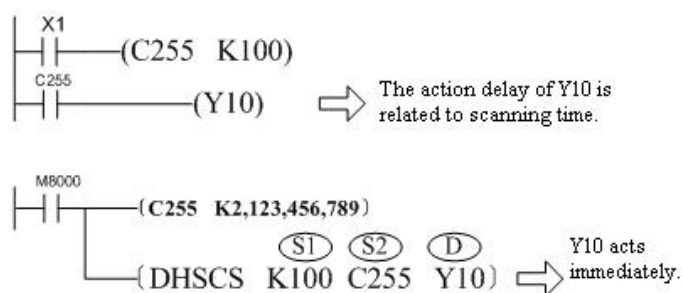 X1
(C255 K100)
C255
(Y10)
The action delay of Y10 is
related to scanning time.
M8000
(C255 K2,123,456,789)
S1 S2 D
(DHSCS K100 C255 Y10)
Y10 acts
immediately.